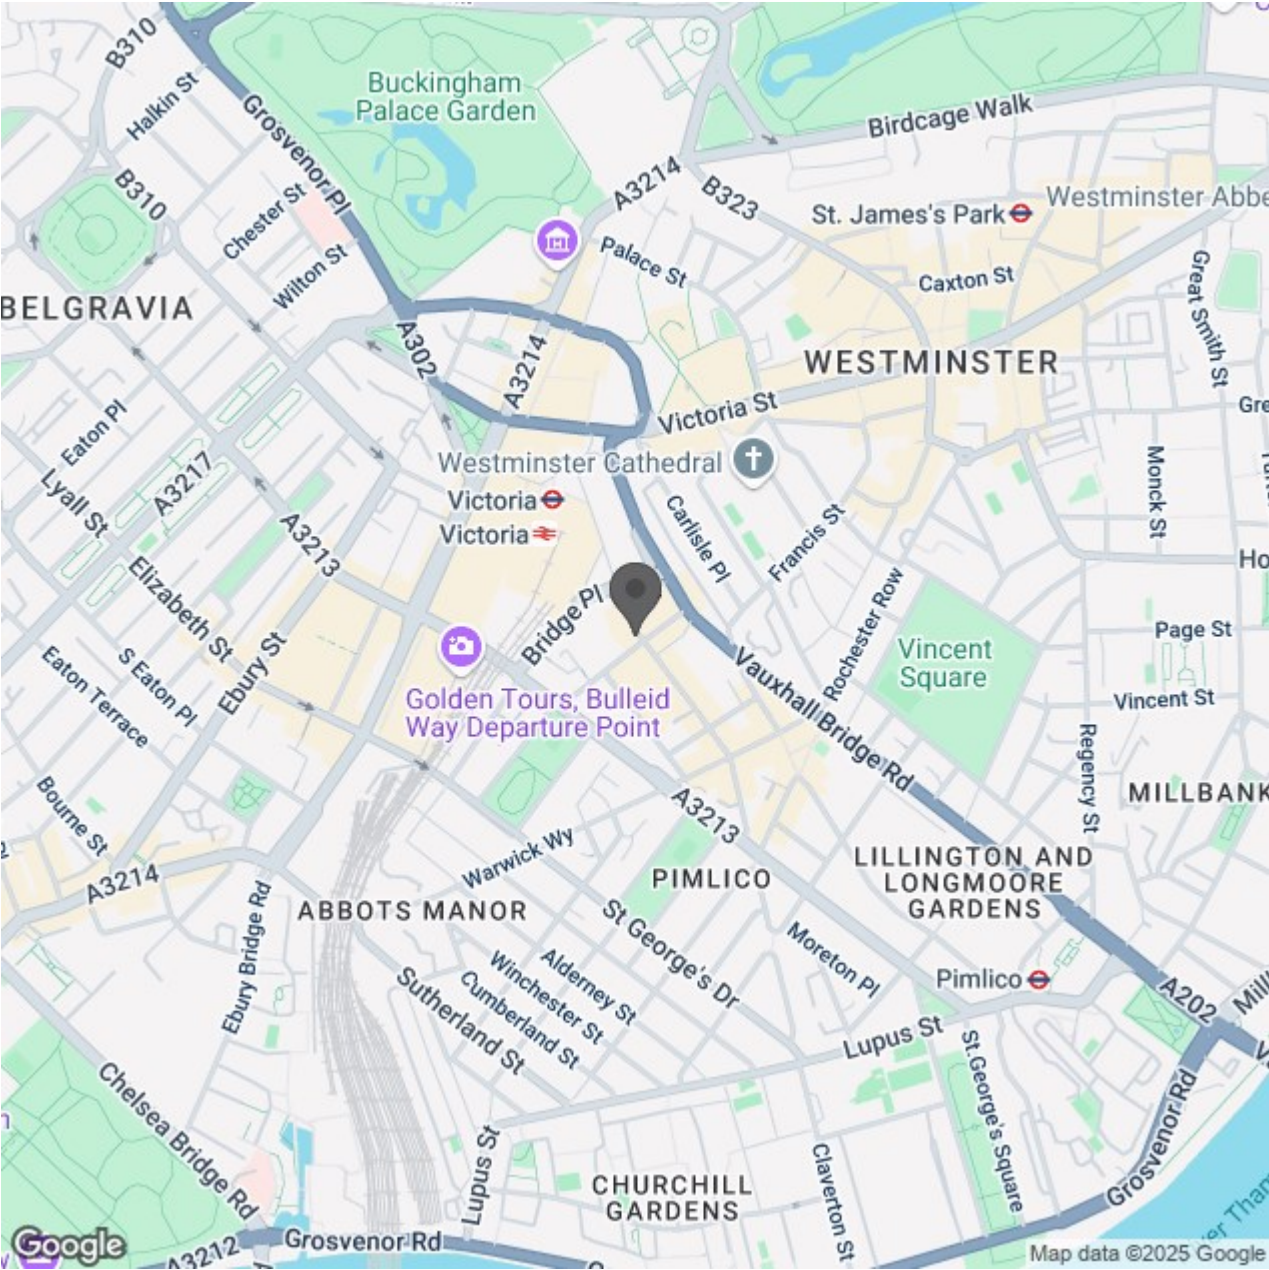 B310
Halkin St
Grosvenor Pl
Buckingham
Palace Garden
Birdcage Walk
B310
Chester St
A3214
B323
St. James's Park
Westminster Abbe
Wilton St
Palace St
Caxton St
Great Smith St
BELGRAVIA
A302
A3214
WESTMINSTER
Eaton Pl
Victoria St
Gre
Westminster Cathedral
Lyall St
A3217
Victoria
Victoria
Carlisle Pl
Francis St
Monck St
A3213
Ho
Elizabeth St
Bridge Pl
Rochester Row
Page St
Vincent
Square
Eaton Terrace
S Eaton Pl
Ebury St
Golden Tours, Bulleid
Way Departure Point
Vauxhall Bridge Rd
Vincent St
Regency St
Bourne St
A3213
MILLBANK
Warwick Wy
A3214
PIMLICO
LILLINGTON AND
LONGMOORE
GARDENS
ABBOTS MANOR
Ebury Bridge Rd
St George's Dr
Moreton Pl
Alderney St
Winchester St
Cumberland St
Sutherland St
Pimlico
A202
Mill
Lupus St
St.George's Square
Chelsea Bridge Rd
Grosvenor Rd
Lupus St
CHURCHILL
GARDENS
Claverton St
Google
A3212
Grosvenor Rd
Map data ©2025 Google